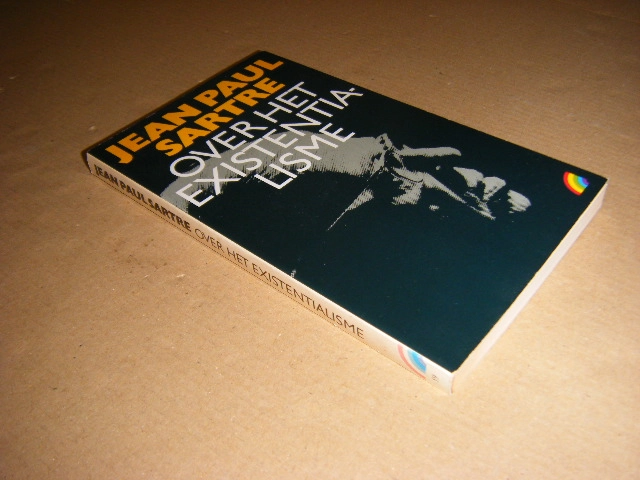 JEAN PAUL
SARTRE
OVER HET
EXISTENTIA-
LISME
JEAN PAUL SARTRE OVER HET EXISTENTIALISME